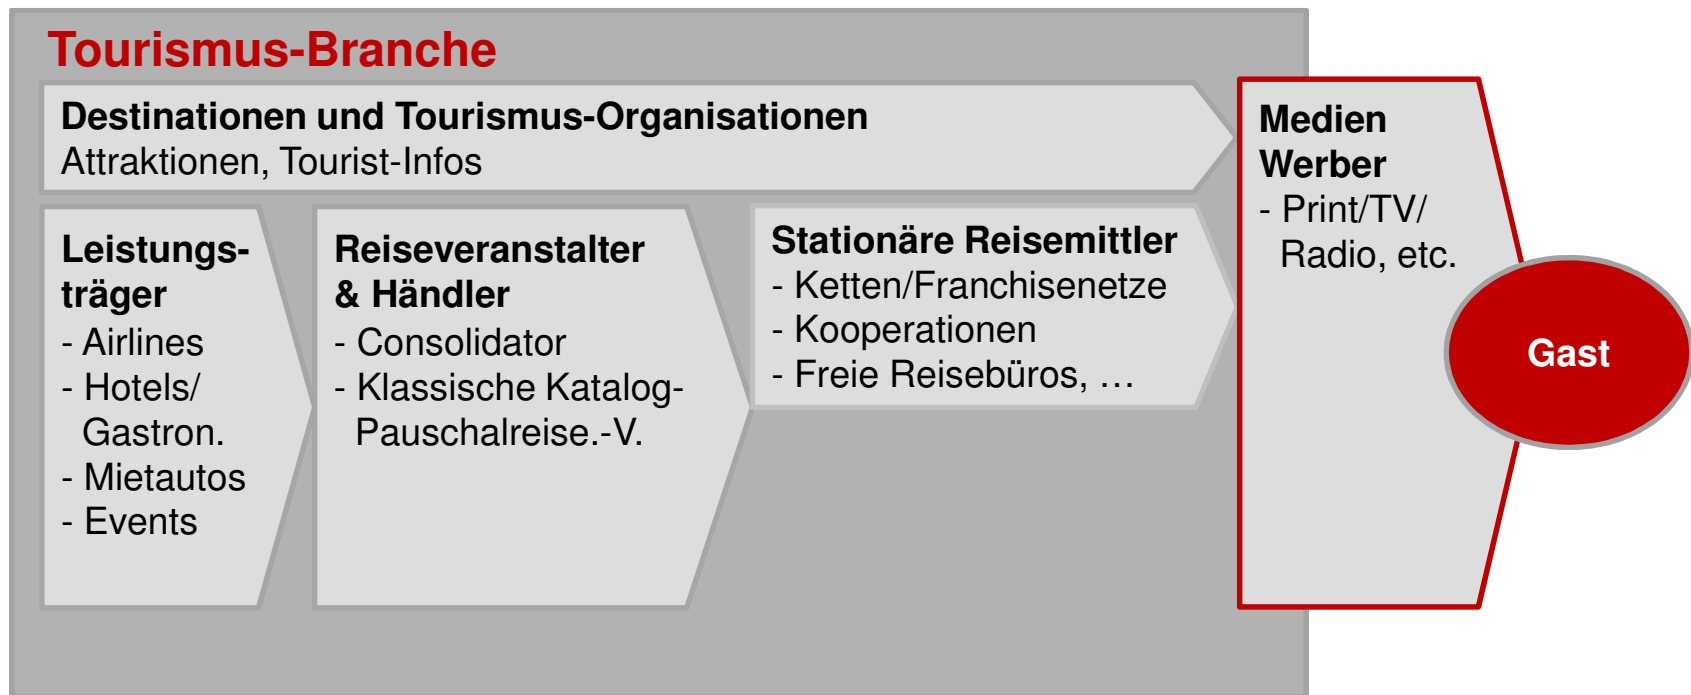 Tourismus-Branche
Destinationen und Tourismus-Organisationen
Attraktionen, Tourist-Infos
Leistungs-
träger
- Airlines
- Hotels/
Gastron.
- Mietautos
- Events
Reiseveranstalter
& Händler
- Consolidator
- Klassische Katalog-
Pauschalreise.-V.
Stationäre Reisemittler
- Ketten/Franchisenetze
- Kooperationen
- Freie Reisebüros, …
Medien
Werber
- Print/TV/
Radio, etc.
Gast